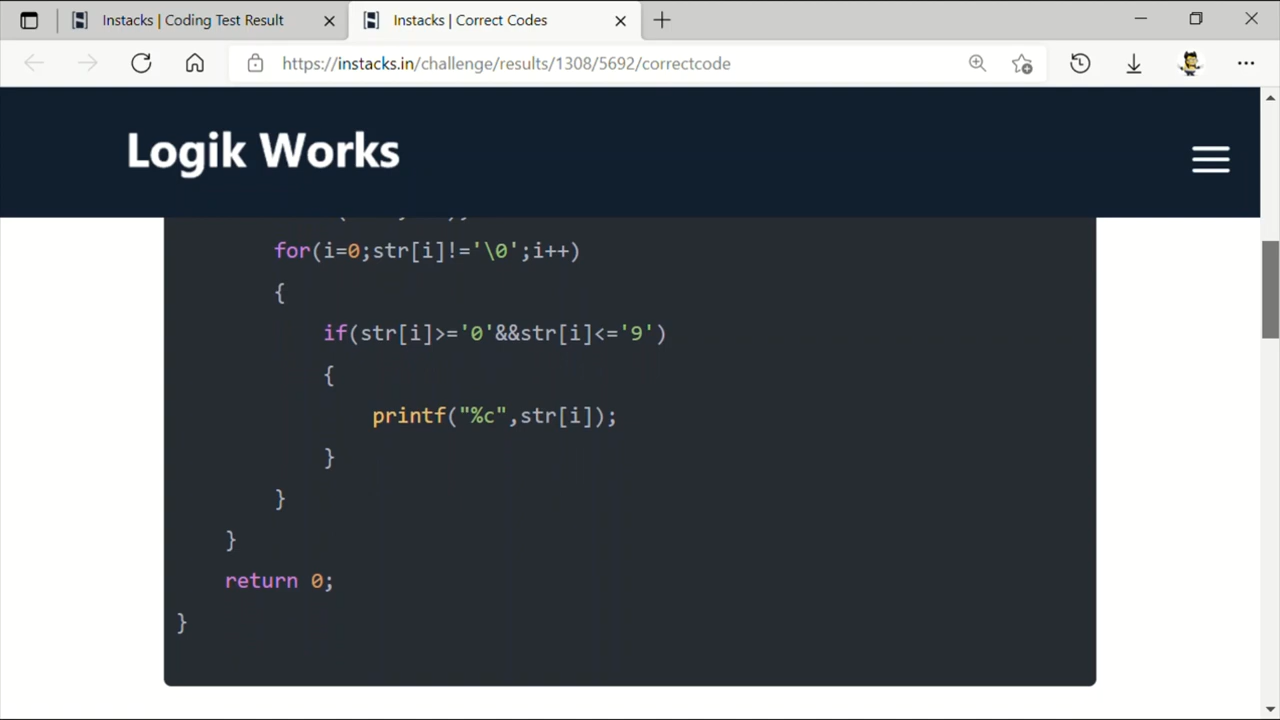 Instacks | Coding Test Result
Instacks | Correct Codes
https://instacks.in/challenge/results/1308/5692/correctcode
Logik Works
for(i=0;str[i]!='\0';i++)
{
if(str[i]>='0'&&str[i]<='9')
{
printf("%c",str[i]);
}
}
}
return 0;
}